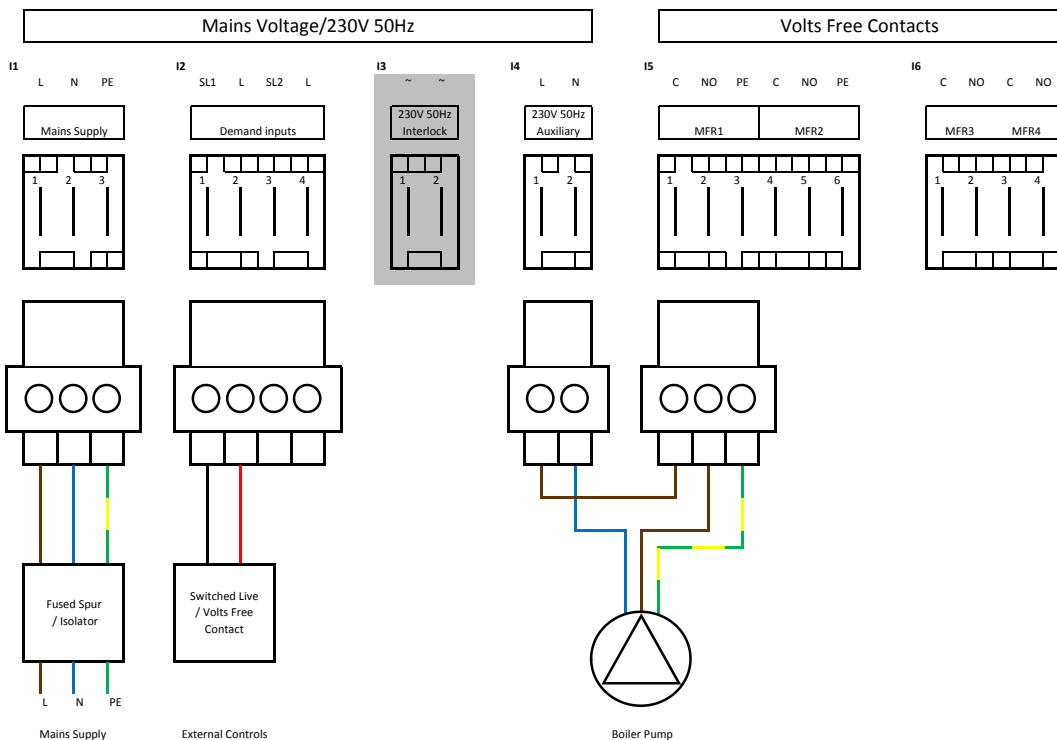 Mains Voltage/230V 50Hz
Volts Free Contacts
I1
I2
I3
I4
I5
I6
L N PE
SL1 L SL2 L
~ ~
L N
C NO PE C NO PE
C NO C NO
Mains Supply
Demand inputs
230V 50Hz
Interlock
230V 50Hz
Auxiliary
MFR1 MFR2
MFR3 MFR4
1 2 3
1 2 3 4
1 2
1 2
1 2 3 4 5 6
1 2 3 4
Fused Spur
/ Isolator
Switched Live
/ Volts Free
Contact
L N PE
Mains Supply
External Controls
Boiler Pump